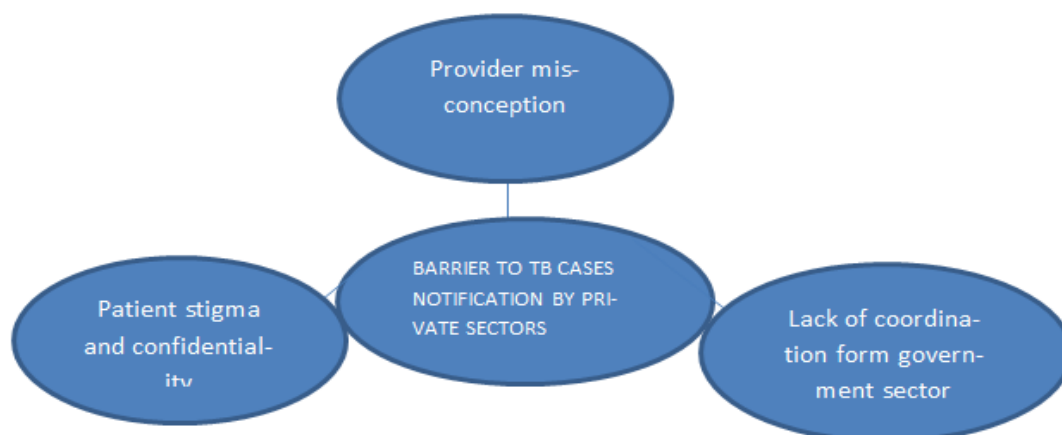 Provider mis-
conception
BARRIER TO TB CASES
NOTIFICATION BY PRI-
VATE SECTORS
Patient stigma
and confidential-
ity
Lack of coordina-
tion form govern-
ment sector